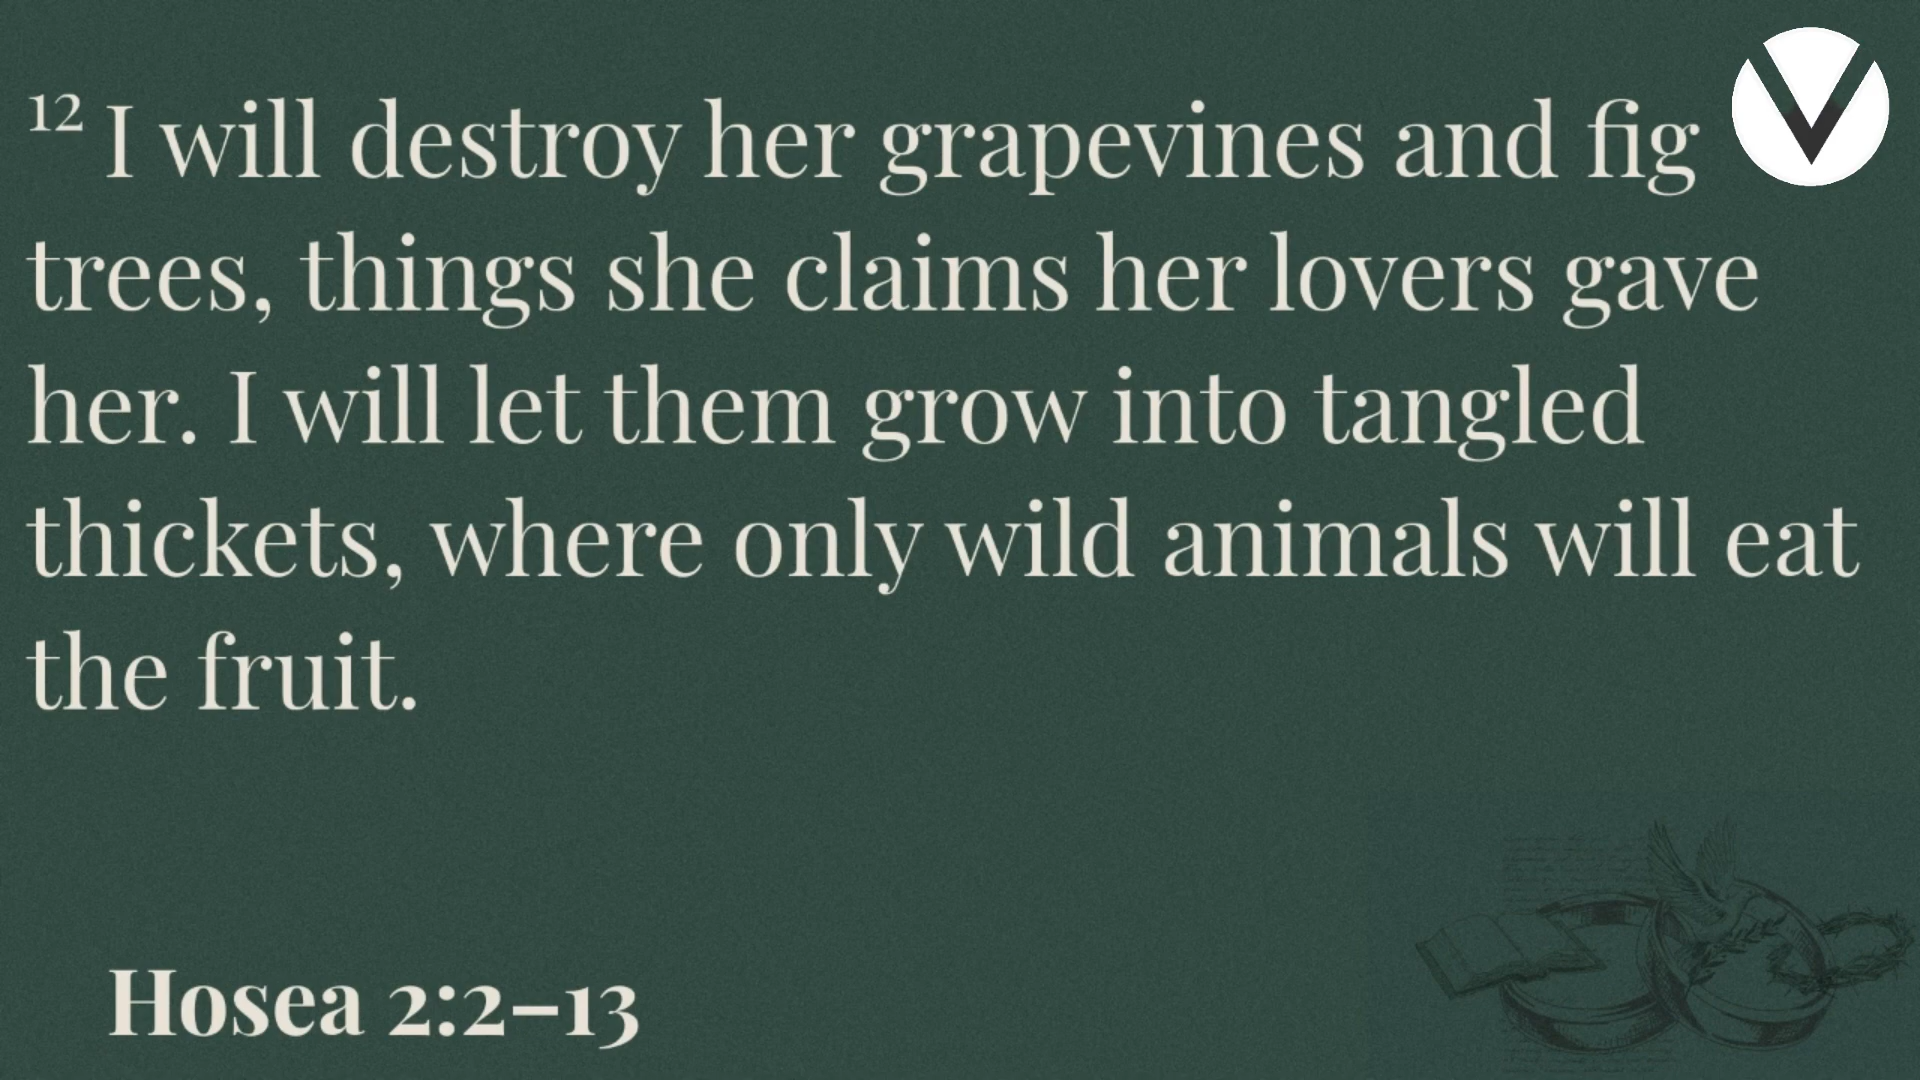 12 I will destroy her grapevines and fig
trees, things she claims her lovers gave
her. I will let them grow into tangled
thickets, where only wild animals will eat
the fruit.
Hosea 2:2–13